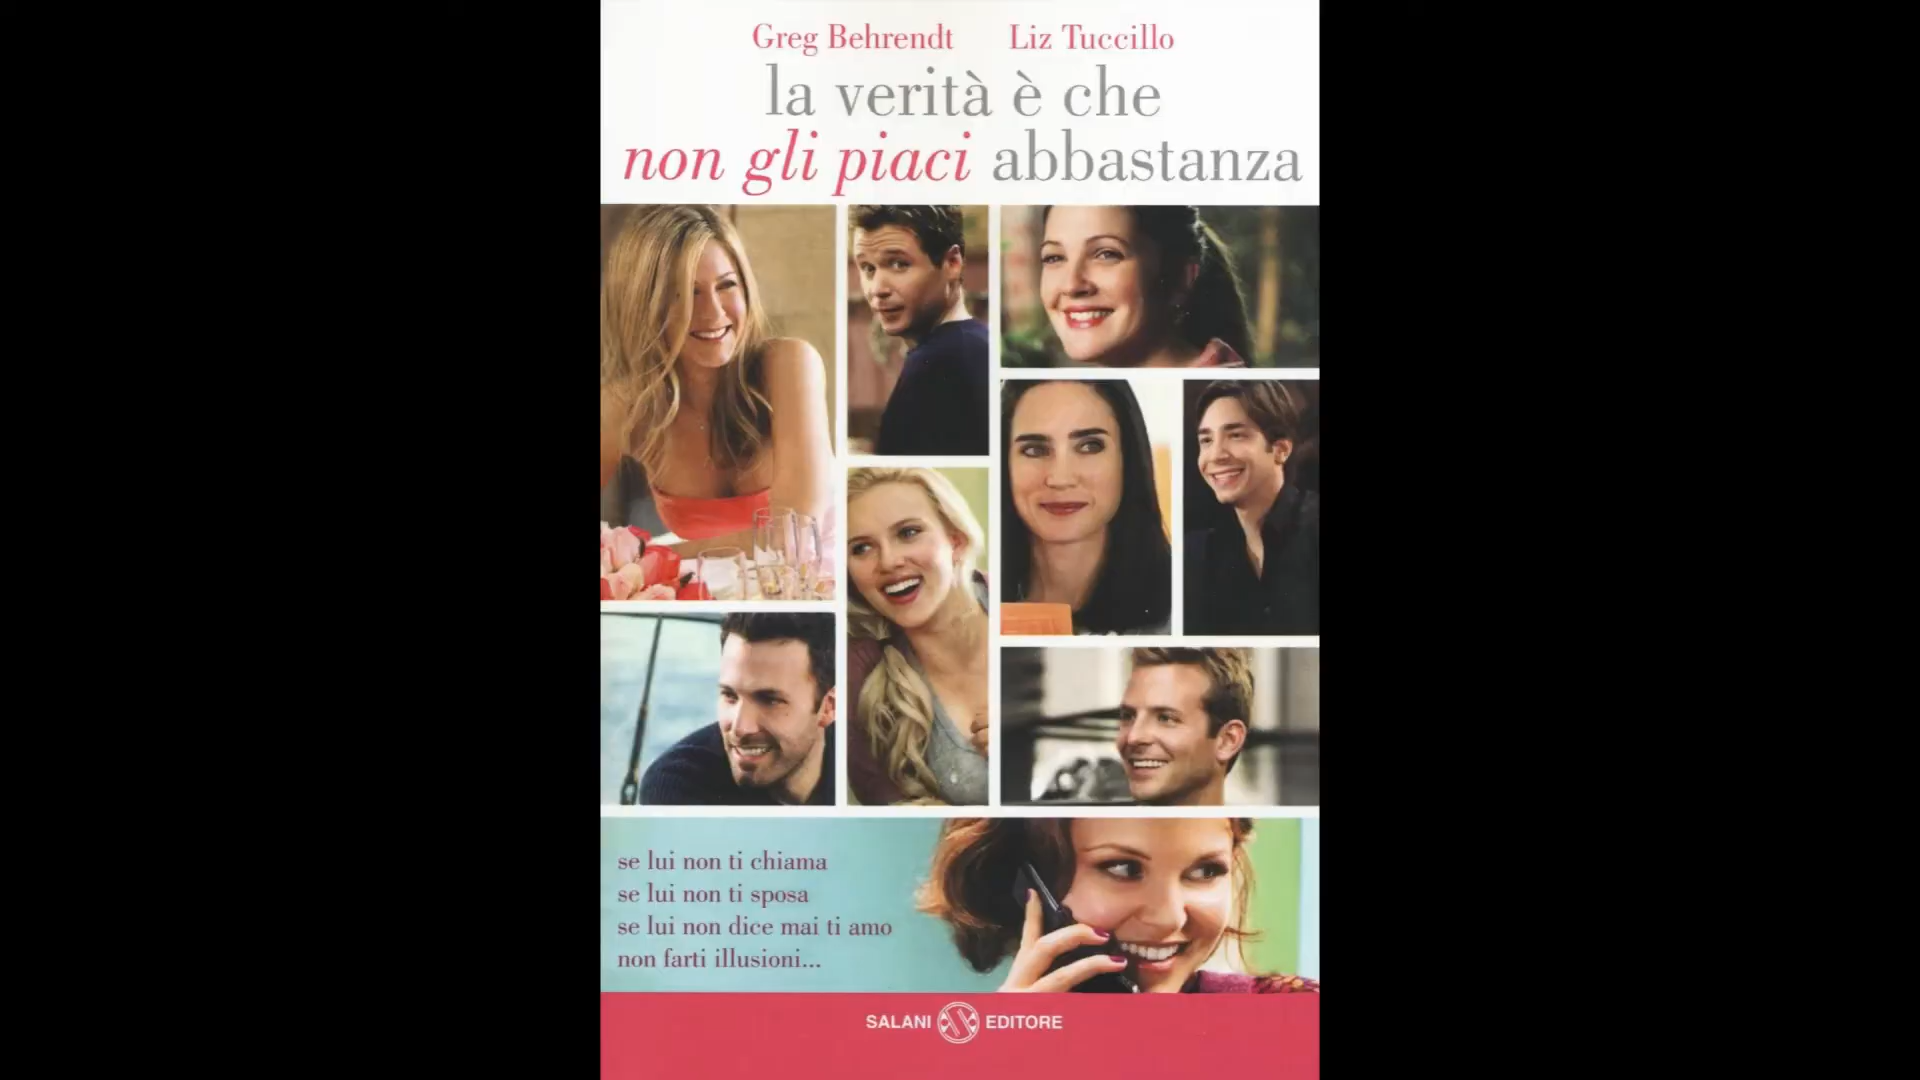 Greg Behrendt Liz Tuccillo
la verità è che
non gli piaci abbastanza
se lui non ti chiama
se lui non ti sposa
se lui non dice mai ti amo
non farti illusioni...
SALANI EDITORE